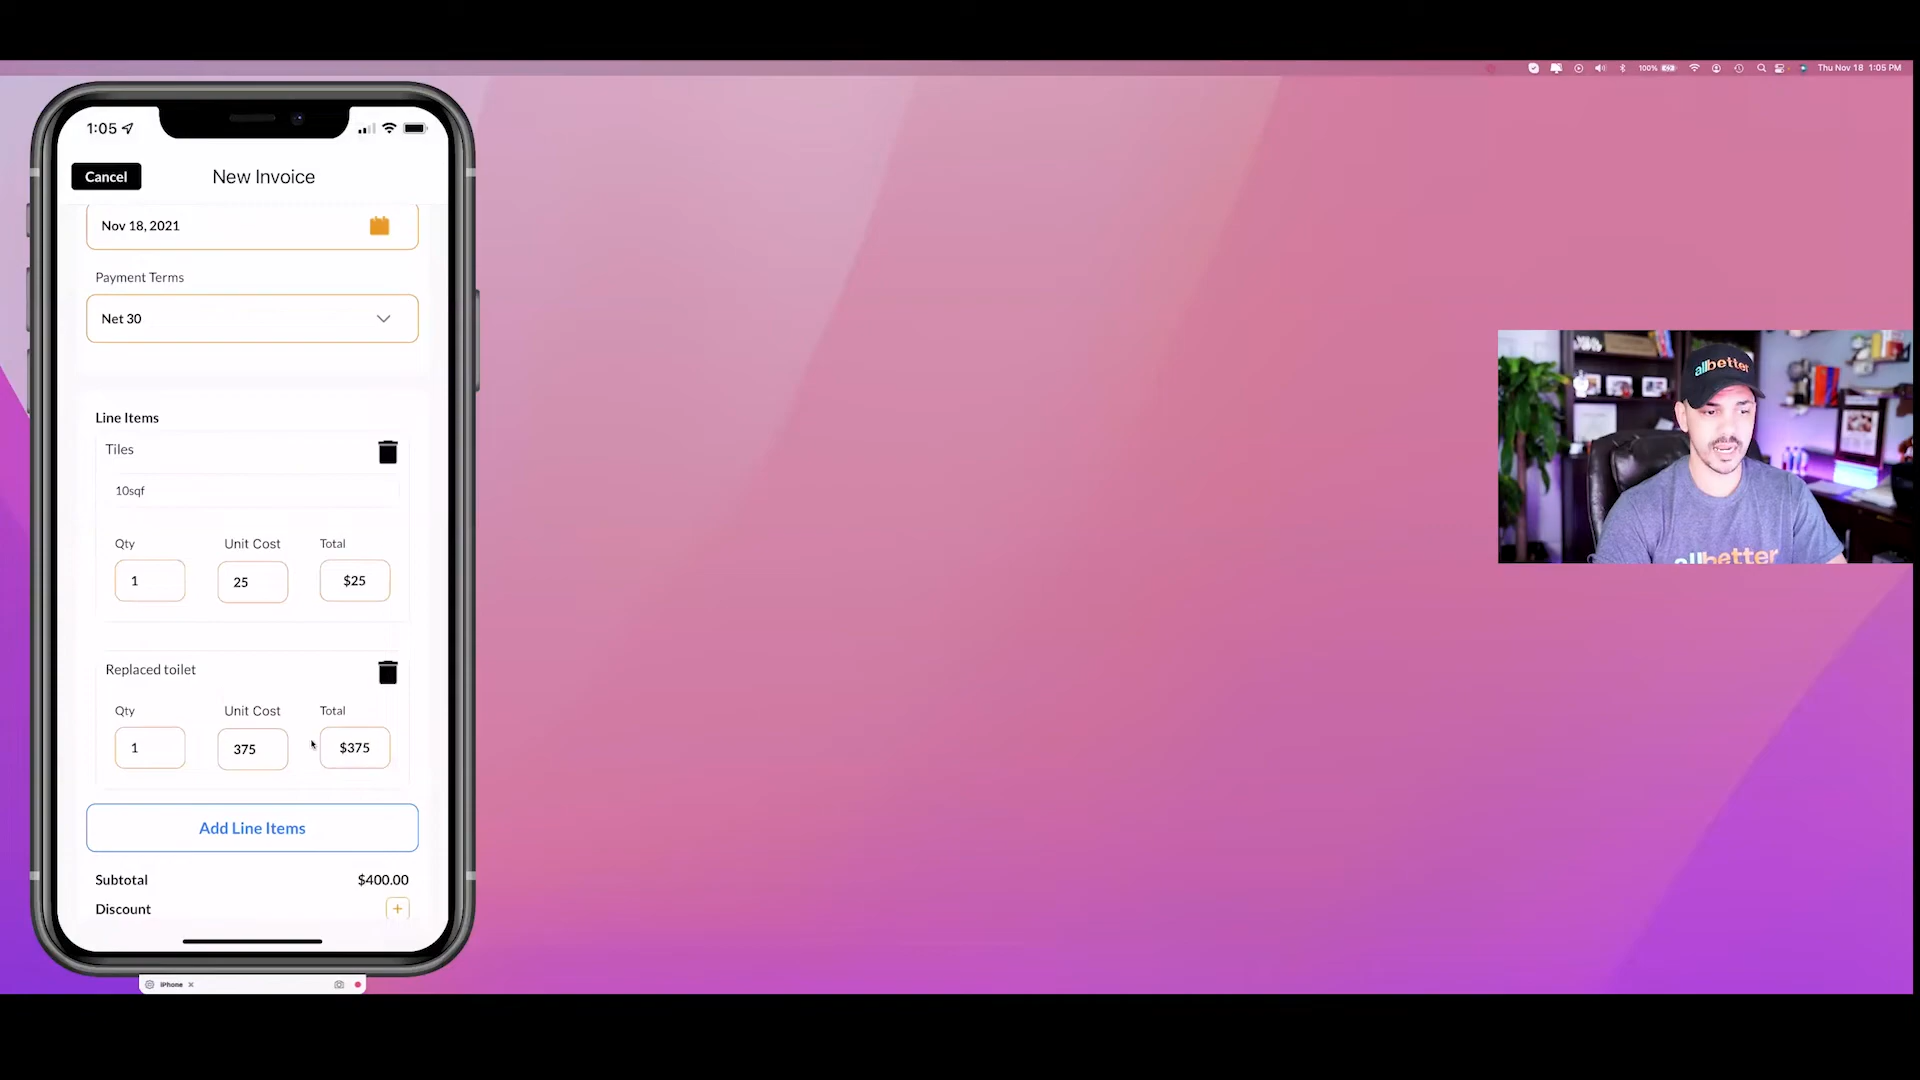 100%
Thu Nov 18 1:05 PM
1:05
Cancel
New Invoice
Nov 18, 2021
Payment Terms
Net 30
Line Items
Tiles
10sqf
Qty
Unit Cost
Total
1
25
$25
Replaced toilet
Qty
Unit Cost
Total
1
375
$375
Add Line Items
Subtotal
$400.00
Discount
+
iPhone
allbetter
allbetter